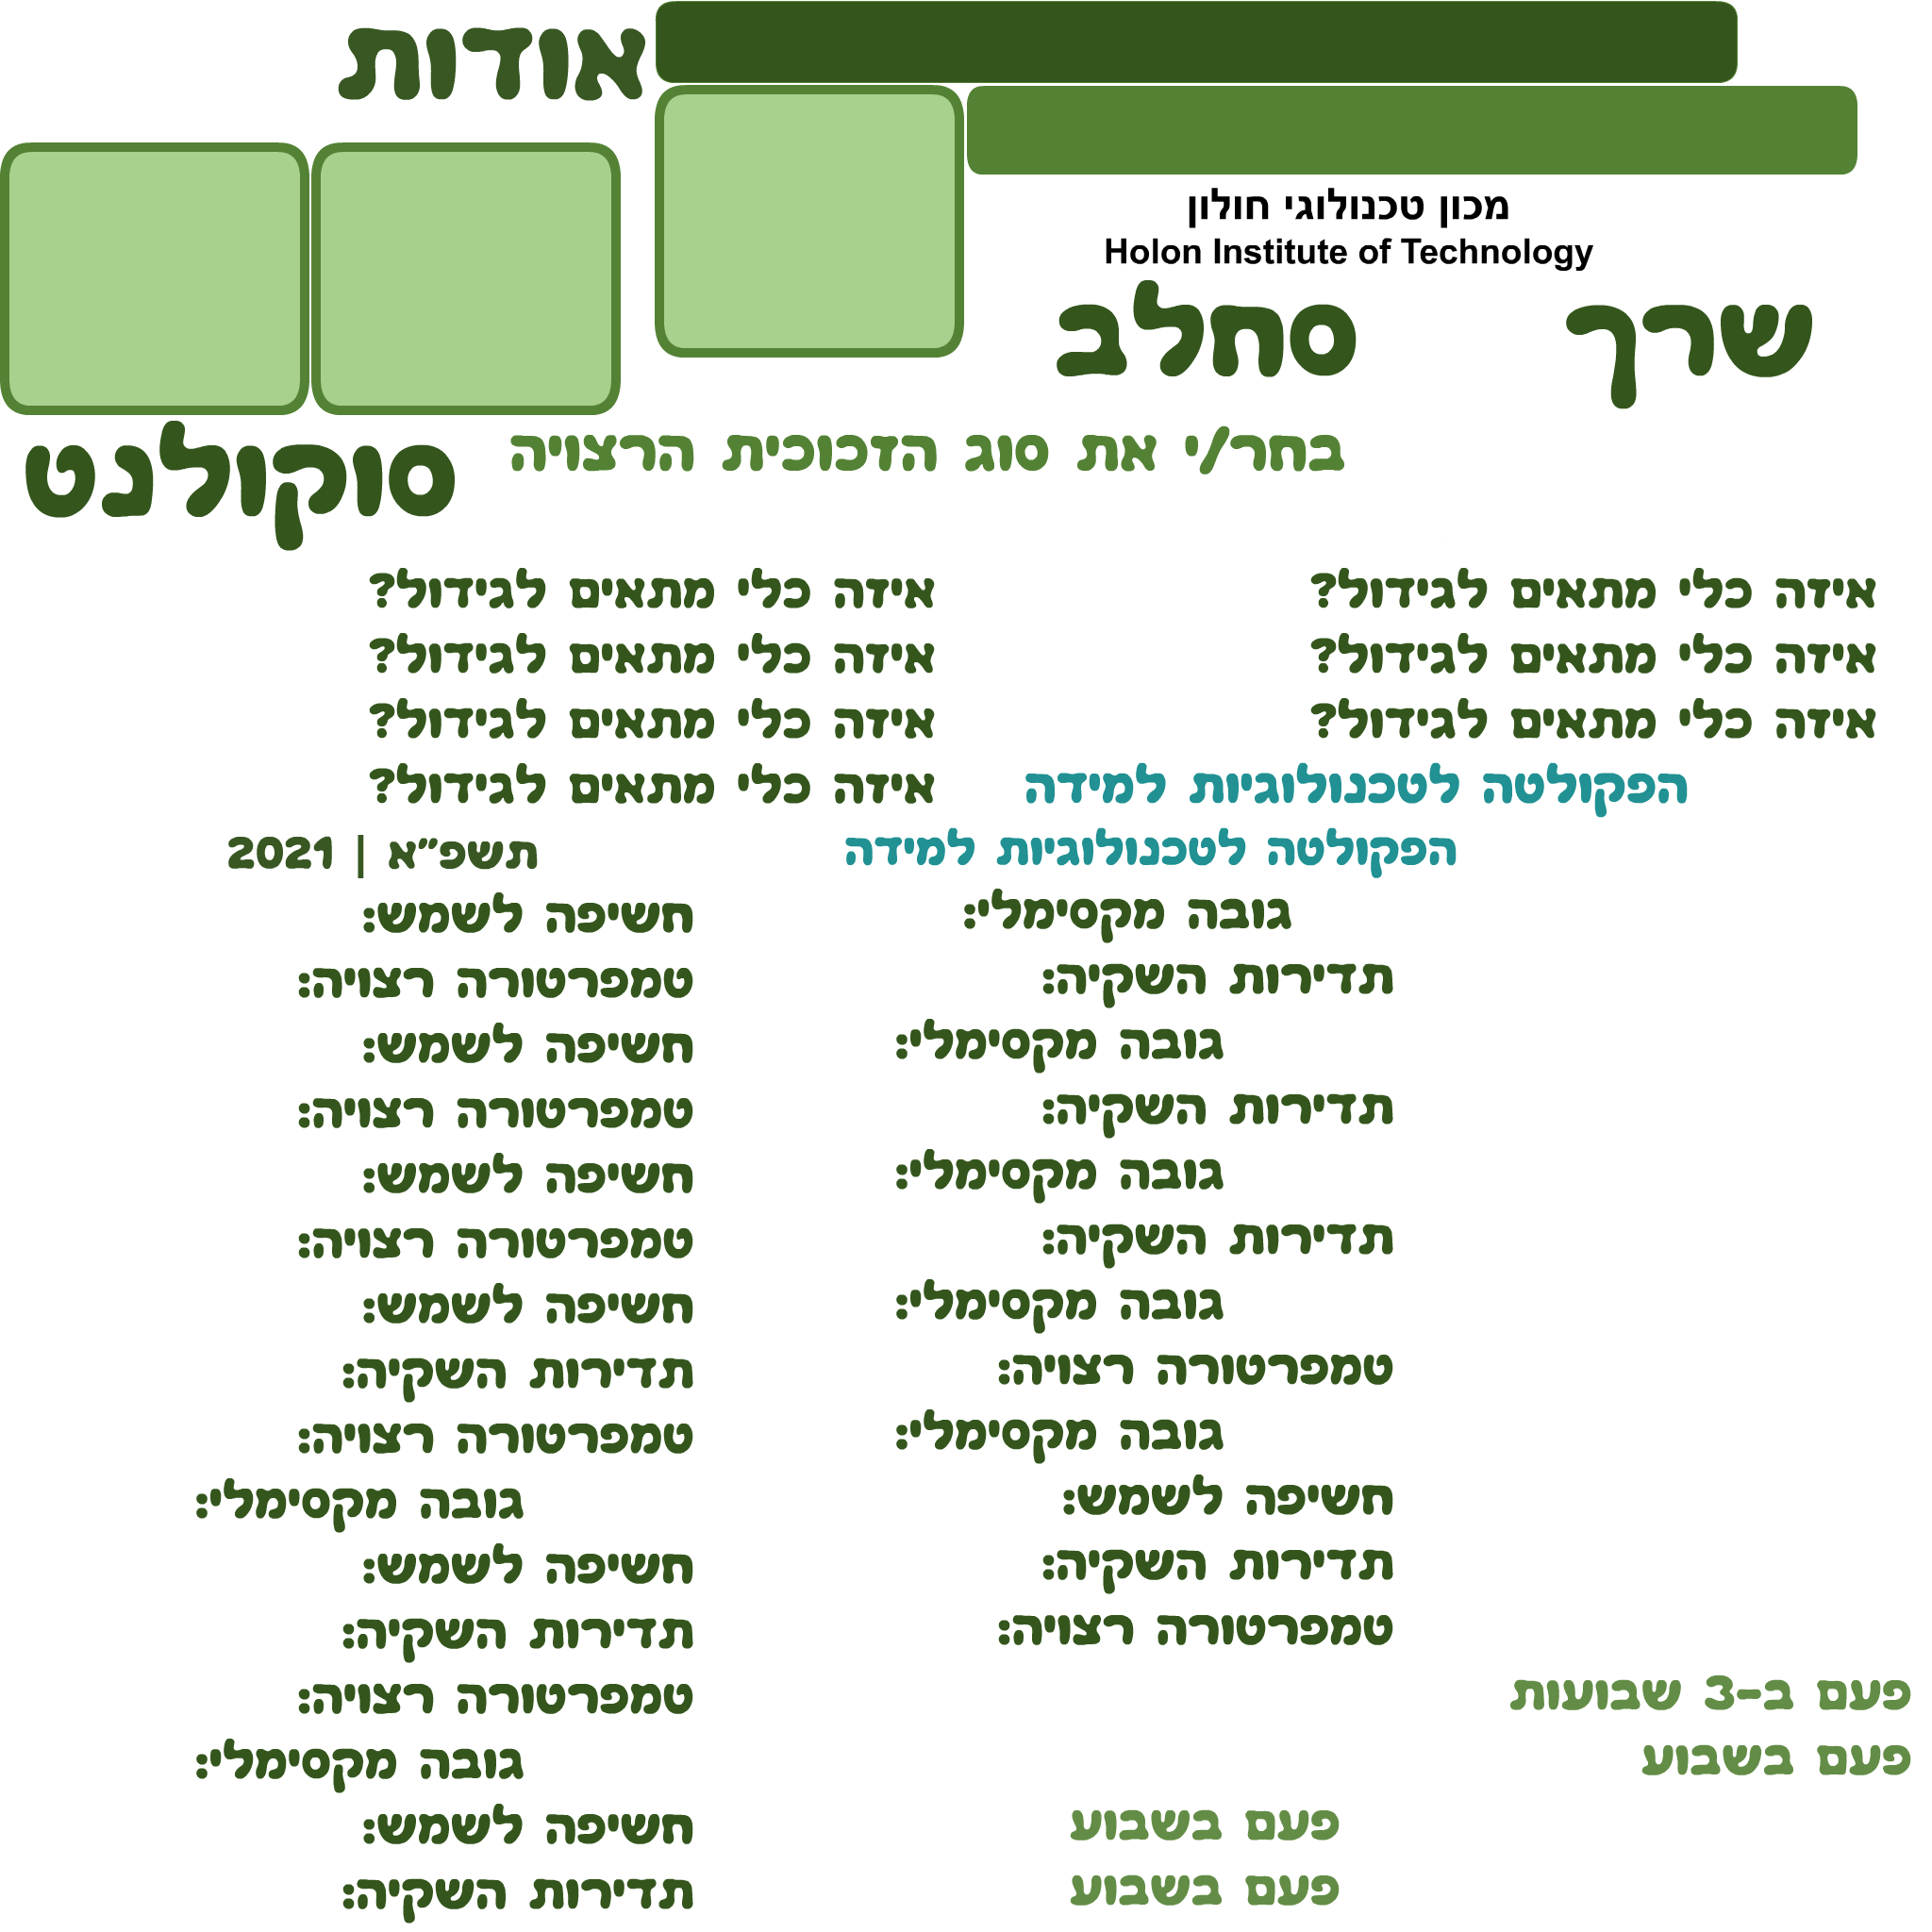 אודות
מכון טכנולוגי חולון
Holon Institute of Technology
שרך
סחלב
בחר/י את סוג הזכוכית הרצויה
סוקולנט
איזה כלי מתאים לגידול?
איזה כלי מתאים לגידול?
איזה כלי מתאים לגידול?
איזה כלי מתאים לגידול?
איזה כלי מתאים לגידול?
איזה כלי מתאים לגידול?
הפקולטה לטכנולוגיות למידה
איזה כלי מתאים לגידול?
הפקולטה לטכנולוגיות למידה
תשפ"א | 2021
גובה מקסימלי:
חשיפה לשמש:
תדירות השקיה:
טמפרטורה רצויה:
גובה מקסימלי:
חשיפה לשמש:
תדירות השקיה:
טמפרטורה רצויה:
גובה מקסימלי:
חשיפה לשמש:
תדירות השקיה:
טמפרטורה רצויה:
גובה מקסימלי:
חשיפה לשמש:
טמפרטורה רצויה:
תדירות השקיה:
גובה מקסימלי:
טמפרטורה רצויה:
חשיפה לשמש:
גובה מקסימלי:
תדירות השקיה:
חשיפה לשמש:
טמפרטורה רצויה:
תדירות השקיה:
פעם ב-3 שבועות
טמפרטורה רצויה:
פעם בשבוע
גובה מקסימלי:
פעם בשבוע
חשיפה לשמש:
פעם בשבוע
תדירות השקיה: